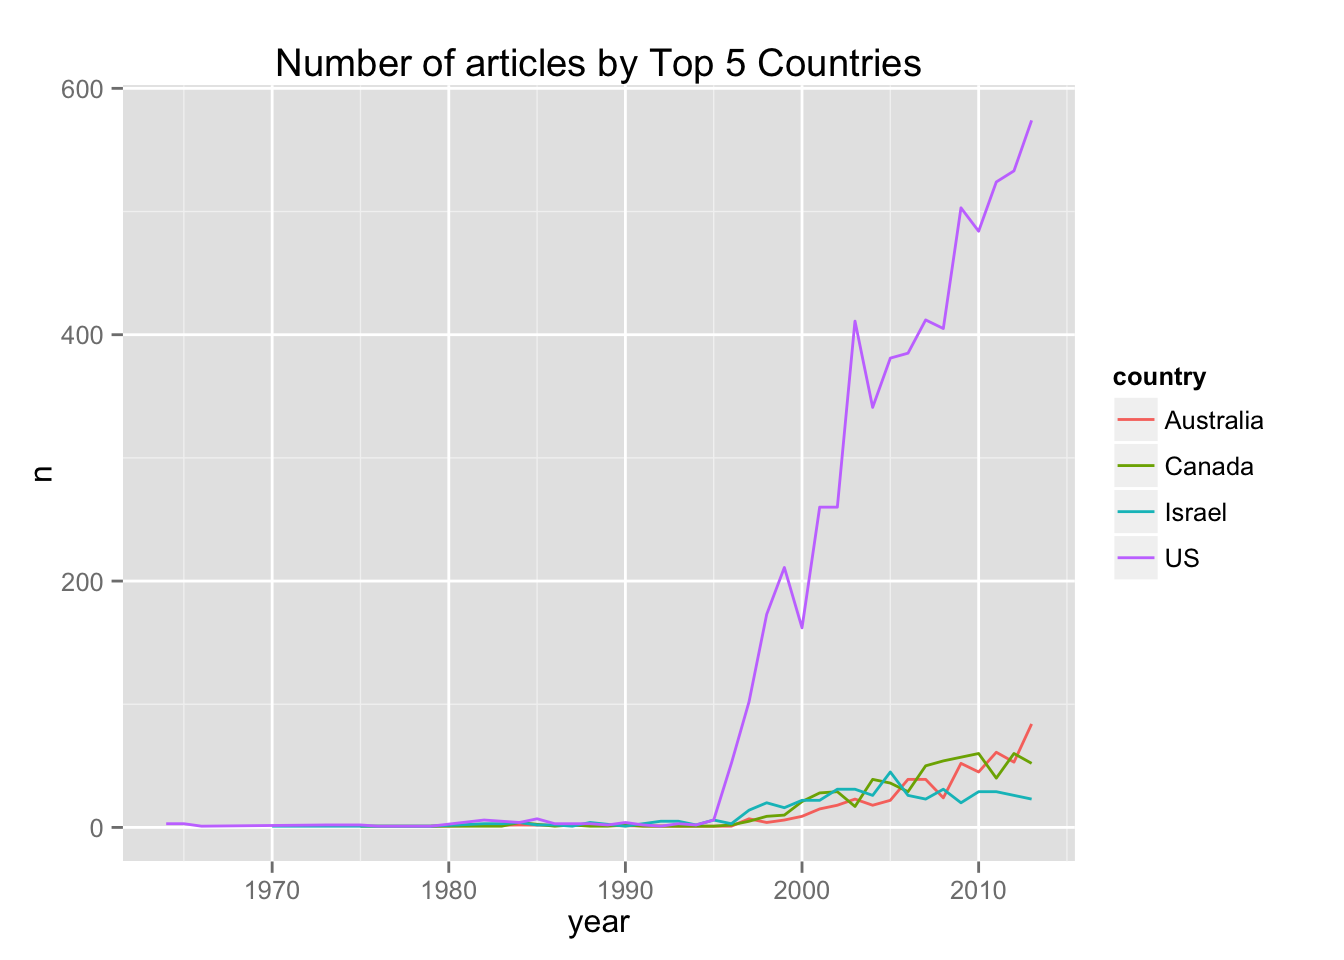 Number of articles by Top 5 Countries
600
400
200
0
n
1970 1980 1990 2000 2010
year
country
Australia
Canada
Israel
US